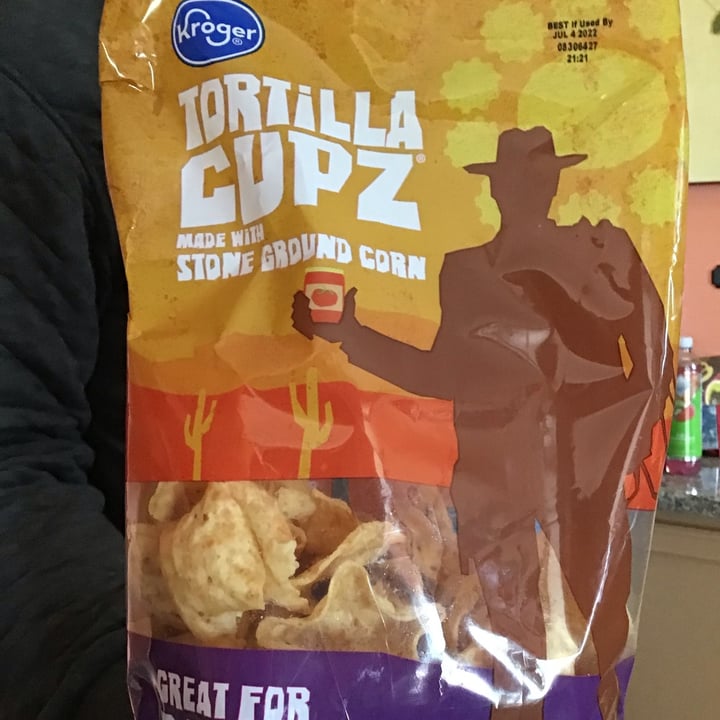 Kroger®
BEST If Used By
JUL 4 2022
08306427
21:21
TORTiLLA
CUPZ®
MADE WiTH
STONE GROUND CORN
GREAT FOR